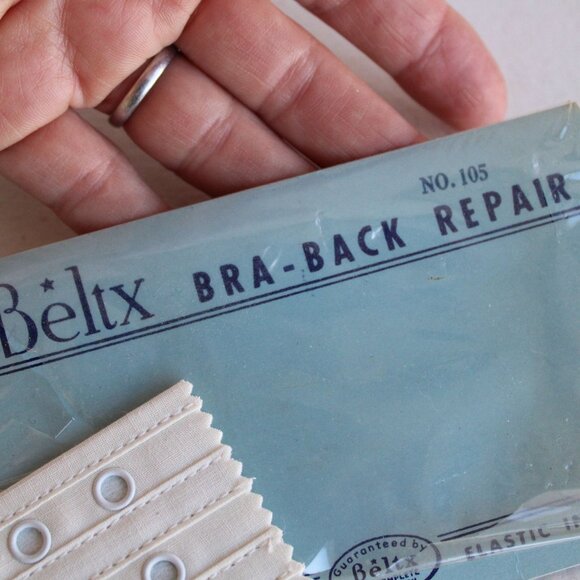 NO. 105
Beltx BRA-BACK REPAIR
ELASTIC
Guaranteed by
Beltx